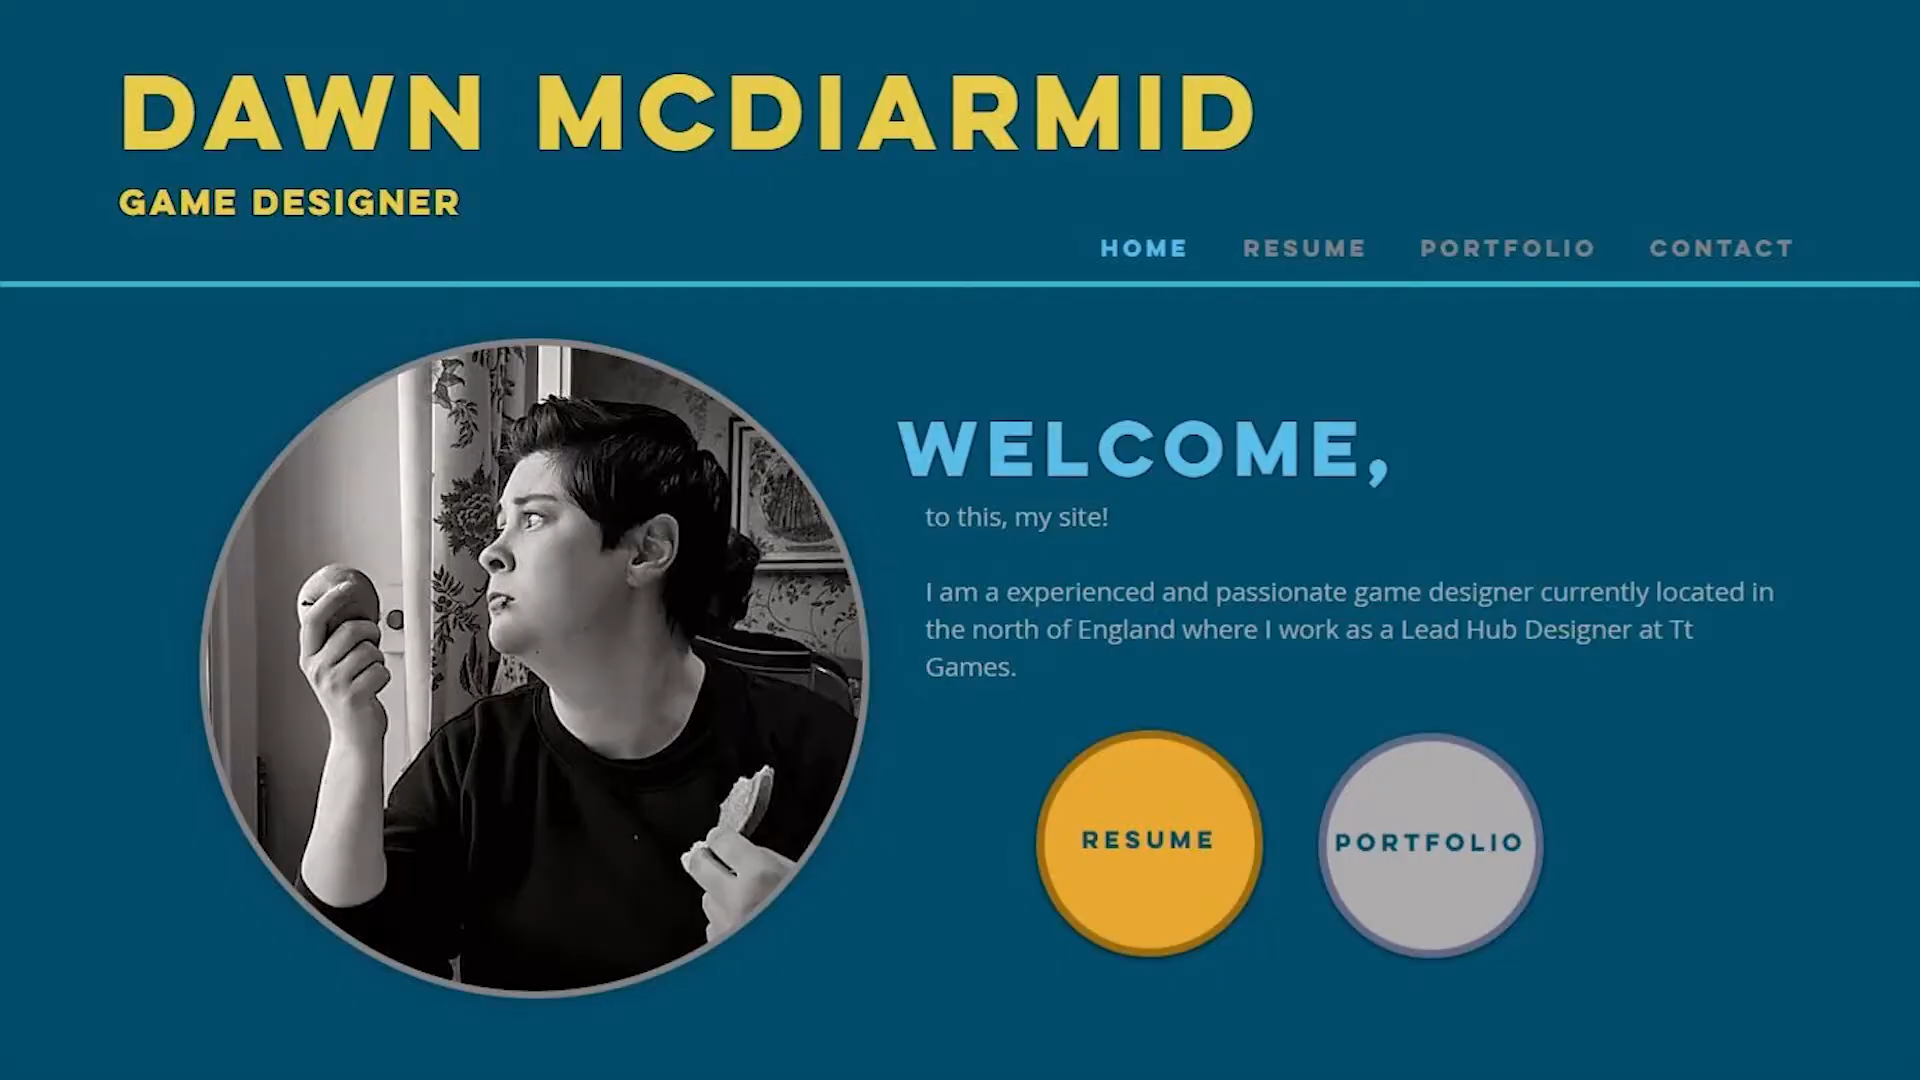 DAWN MCDIARMID
GAME DESIGNER
HOME RESUME PORTFOLIO CONTACT
WELCOME,
to this, my site!
I am a experienced and passionate game designer currently located in
the north of England where I work as a Lead Hub Designer at Tt
Games.
RESUME
PORTFOLIO